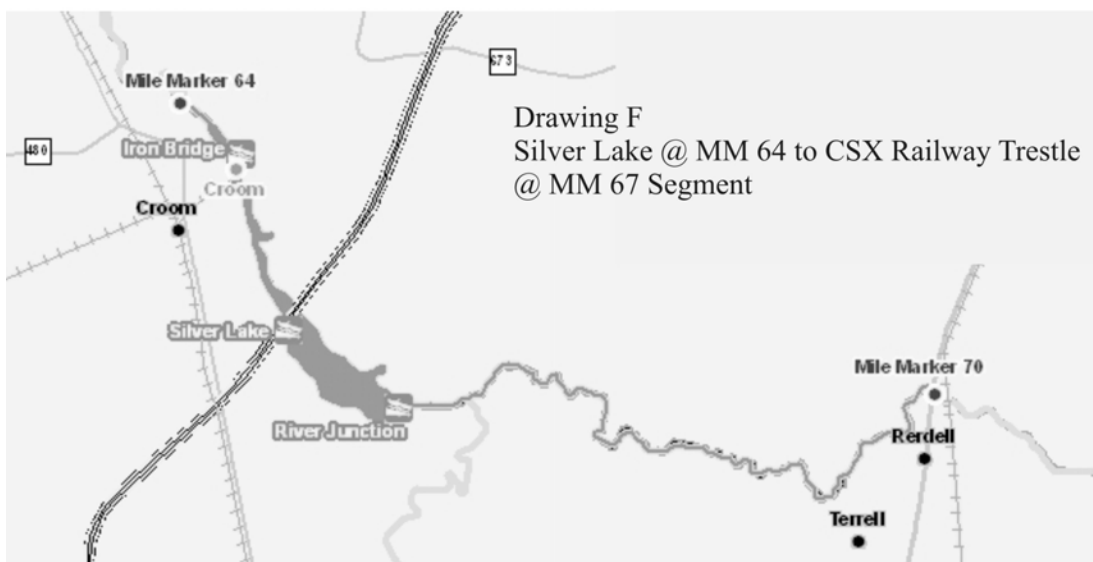 673
Mile Marker 64
Drawing F
Silver Lake @ MM 64 to CSX Railway Trestle
@ MM 67 Segment
480
Iron Bridge
Croom
Croom
Silver Lake
Mile Marker 70
River Junction
Rerdell
Terrell